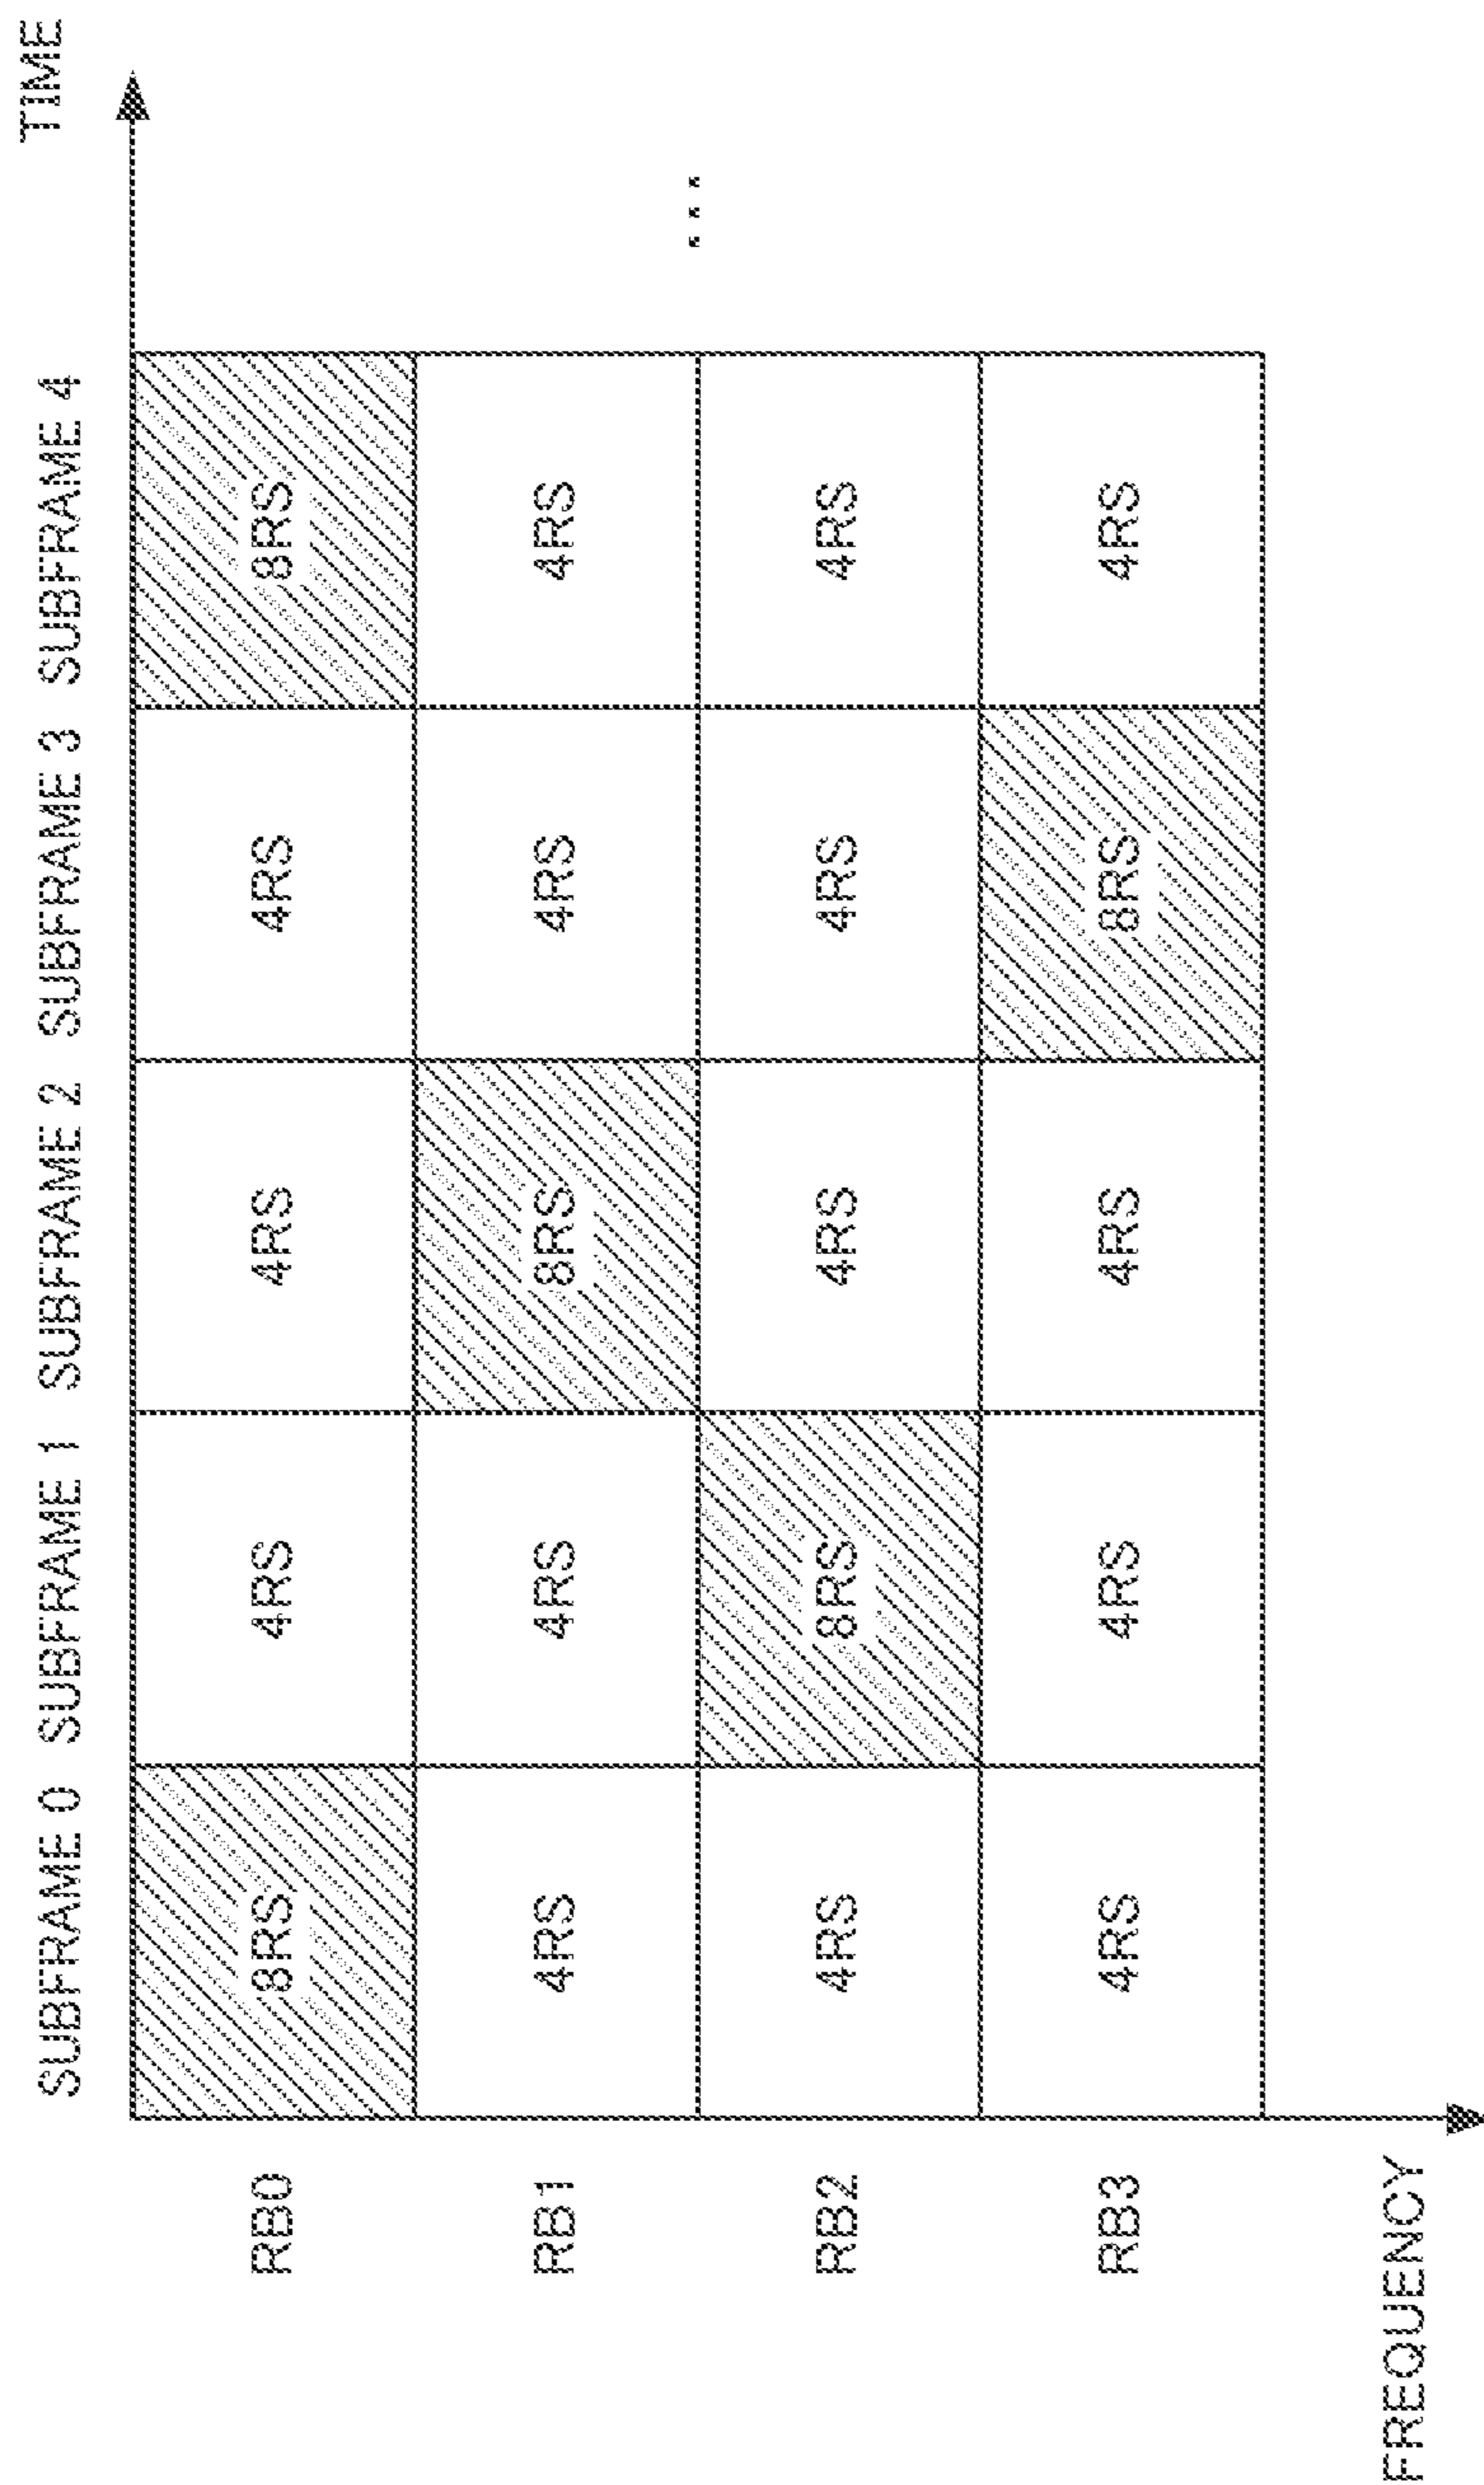 TIME
SUBFRAME 0 SUBFRAME 1 SUBFRAME 2 SUBFRAME 3 SUBFRAME 4
RB0 8RS 4RS 4RS 4RS 8RS
RB1 4RS 4RS 8RS 4RS 4RS
...
RB2 4RS 8RS 4RS 4RS 4RS
RB3 4RS 4RS 4RS 8RS 4RS
FREQUENCY